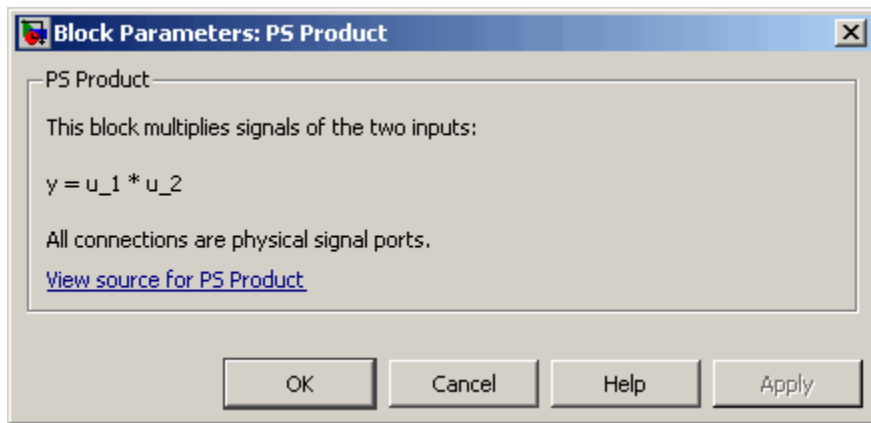 Block Parameters: PS Product
PS Product
This block multiplies signals of the two inputs:
y = u_1 * u_2
All connections are physical signal ports.
View source for PS Product
OK Cancel Help Apply